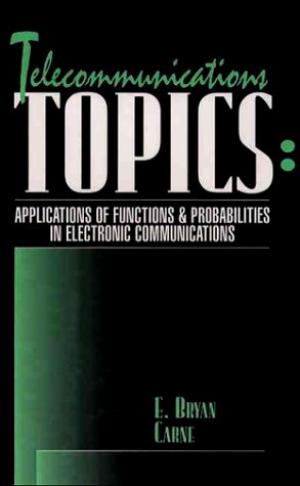 Telecommunications
TOPICS:
APPLICATIONS OF FUNCTIONS & PROBABILITIES
IN ELECTRONIC COMMUNICATIONS
E. BRYAN
CARNE